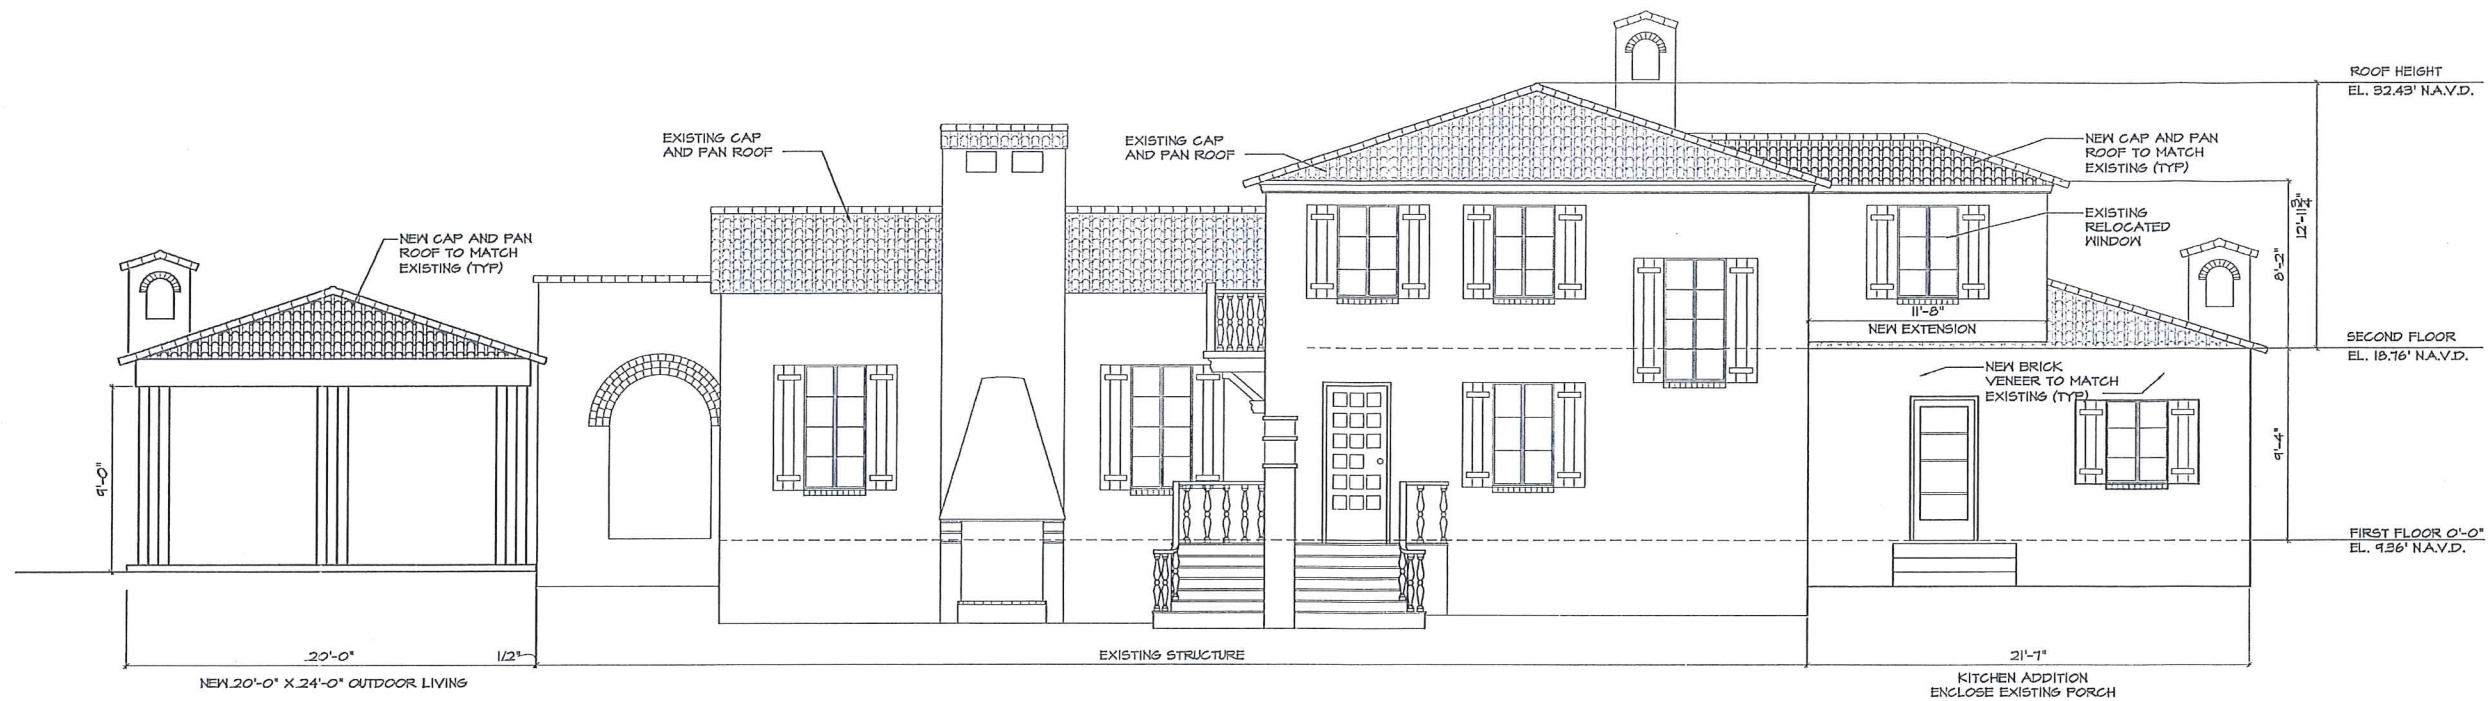 ROOF HEIGHT
EL. 32.43' N.A.V.D.
EXISTING CAP
AND PAN ROOF
EXISTING CAP
AND PAN ROOF
NEW CAP AND PAN
ROOF TO MATCH
EXISTING (TYP)
NEW CAP AND PAN
ROOF TO MATCH
EXISTING (TYP)
EXISTING
RELOCATED
WINDOW
12'-11 3/4"
8'-2"
11'-8"
NEW EXTENSION
SECOND FLOOR
EL. 18.76' N.A.V.D.
NEW BRICK
VENEER TO MATCH
EXISTING (TYP)
9'-0"
9'-4"
FIRST FLOOR 0'-0"
EL. 9.36' N.A.V.D.
20'-0"
1/2"
EXISTING STRUCTURE
21'-7"
NEW 20'-0" X 24'-0" OUTDOOR LIVING
KITCHEN ADDITION
ENCLOSE EXISTING PORCH